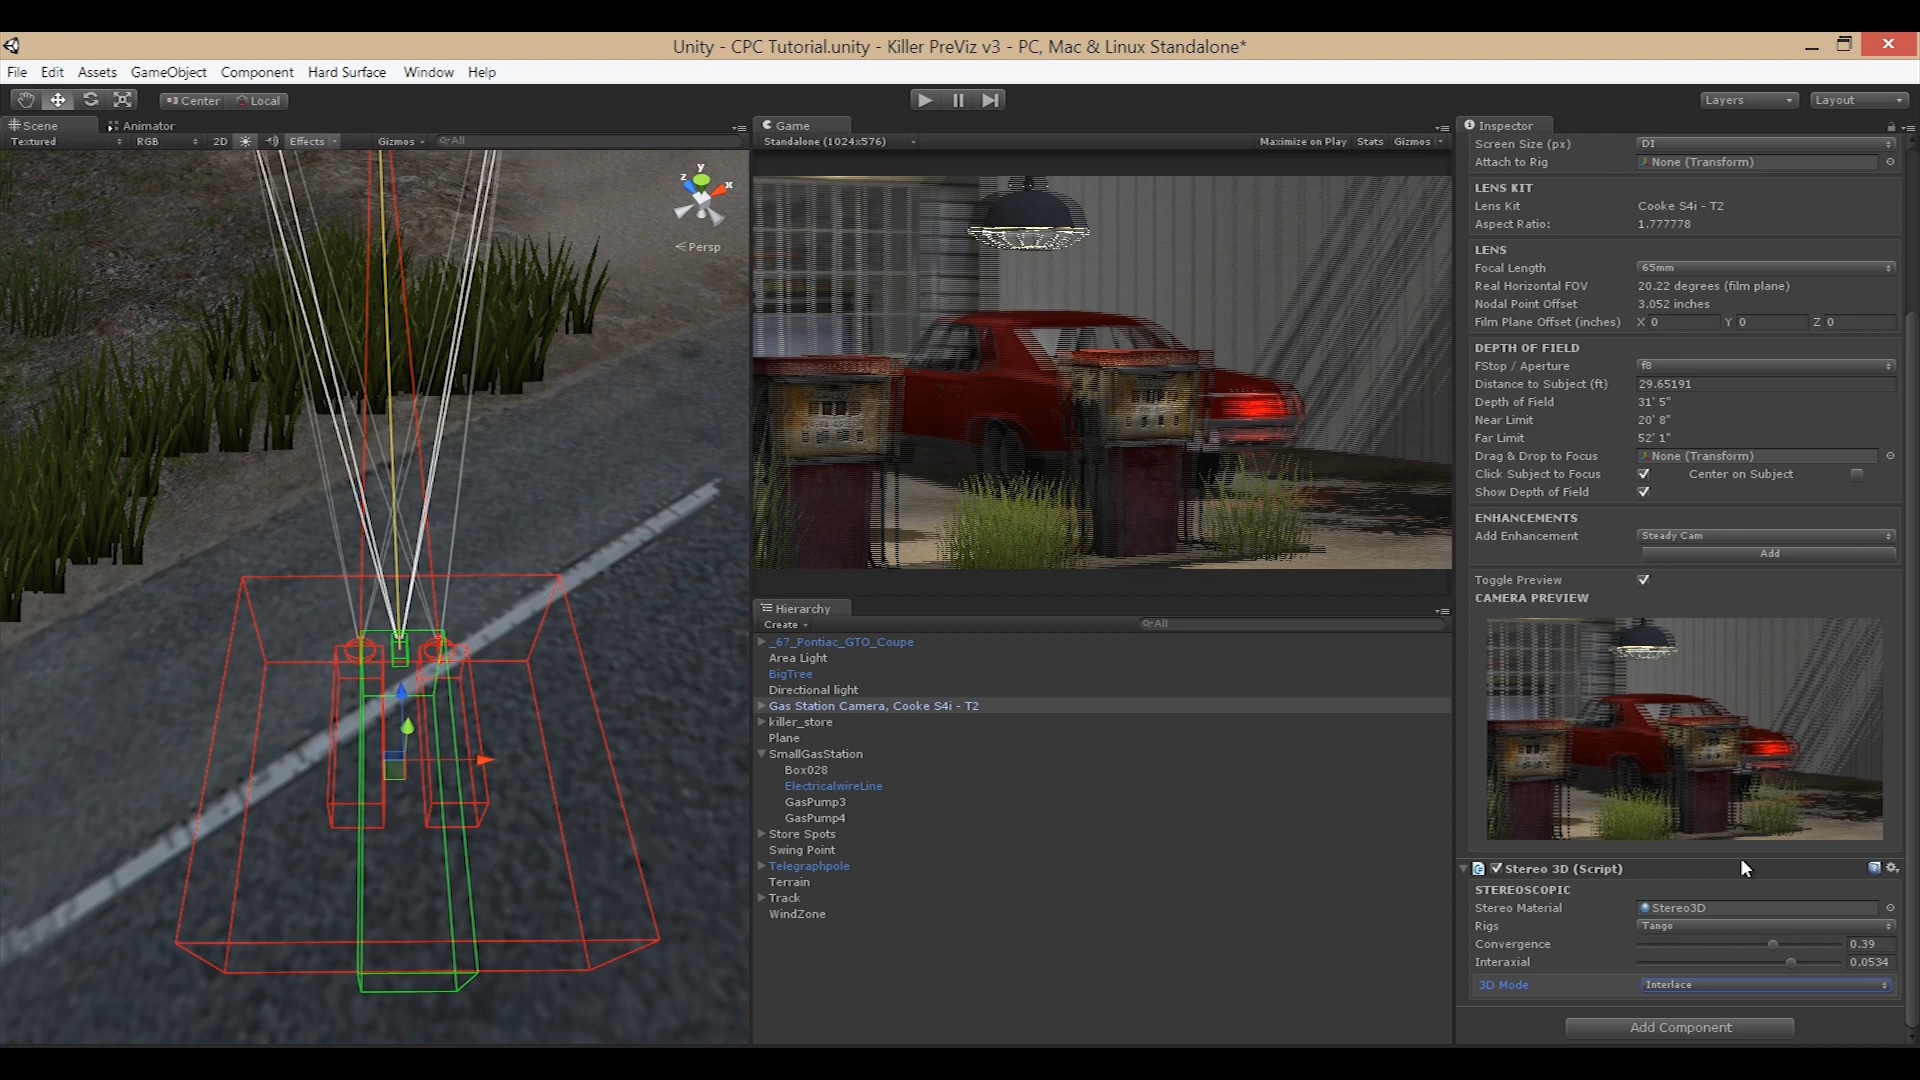 Unity - CPC Tutorial.unity - Killer PreViz v3 - PC, Mac & Linux Standalone*
File Edit Assets GameObject Component Hard Surface Window Help
Center Local
Layers Layout
Scene Animator
Textured RGB 2D Effects Gizmos All
y
z x
Persp
Game
Standalone (1024x576) Maximize on Play Stats Gizmos
Hierarchy
Create All
_67_Pontiac_GTO_Coupe
Area Light
BigTree
Directional light
Gas Station Camera, Cooke S4i - T2
killer_store
Plane
SmallGasStation
Box028
ElectricalwireLine
GasPump3
GasPump4
Store Spots
Swing Point
Telegraphpole
Terrain
Track
WindZone
Inspector
Screen Size (px) DI
Attach to Rig None (Transform)
LENS KIT
Lens Kit Cooke S4i - T2
Aspect Ratio: 1.777778
LENS
Focal Length 65mm
Real Horizontal FOV 20.22 degrees (film plane)
Nodal Point Offset 3.052 inches
Film Plane Offset (inches) X 0 Y 0 Z 0
DEPTH OF FIELD
FStop / Aperture f8
Distance to Subject (ft) 29.65191
Depth of Field 31' 5"
Near Limit 20' 8"
Far Limit 52' 1"
Drag & Drop to Focus None (Transform)
Click Subject to Focus Center on Subject
Show Depth of Field
ENHANCEMENTS
Add Enhancement Steady Cam
Add
Toggle Preview
CAMERA PREVIEW
Stereo 3D (Script)
STEREOSCOPIC
Stereo Material Stereo3D
Rigs Tango
Convergence 0.39
Interaxial 0.0534
3D Mode Interlace
Add Component